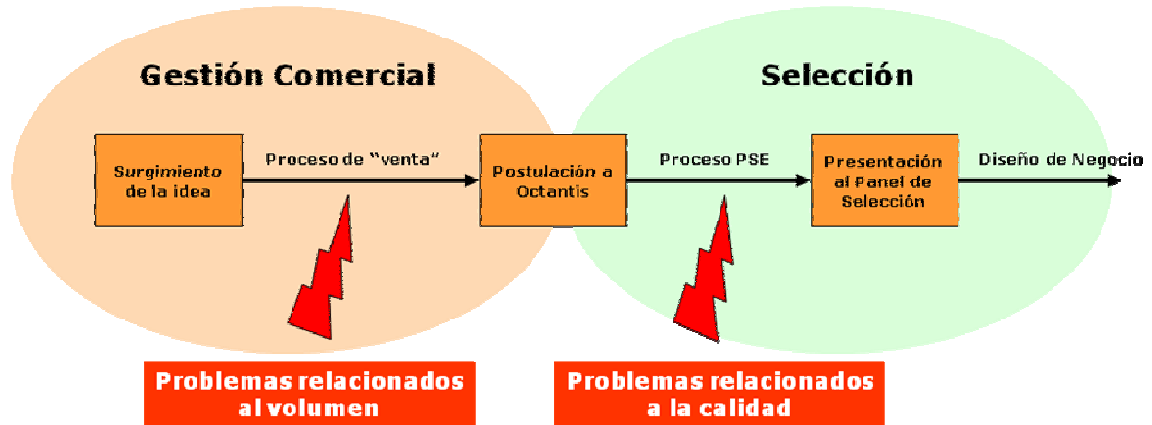 Gestión Comercial
Selección
Surgimiento
de la idea
Proceso de “venta”
Postulación a
Octantis
Proceso PSE
Presentación
al Panel de
Selección
Diseño de Negocio
Problemas relacionados
al volumen
Problemas relacionados
a la calidad